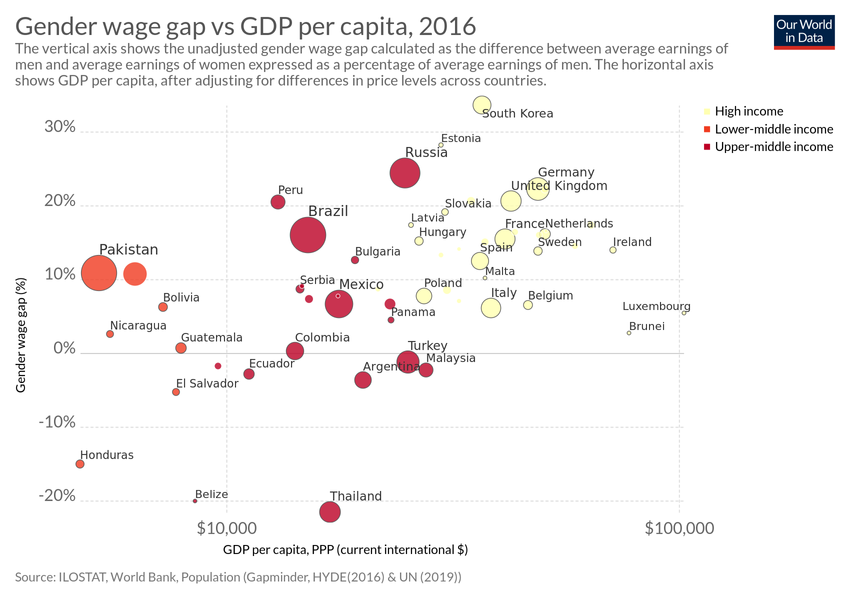 Gender wage gap vs GDP per capita, 2016
Our World
in Data
The vertical axis shows the unadjusted gender wage gap calculated as the difference between average earnings of
men and average earnings of women expressed as a percentage of average earnings of men. The horizontal axis
shows GDP per capita, after adjusting for differences in price levels across countries.
High income
Lower-middle income
Upper-middle income
South Korea
30%
Estonia
Russia
Germany
United Kingdom
Peru
20%
Slovakia
Brazil
Latvia
France
Netherlands
Hungary
Sweden
Ireland
Pakistan
Bulgaria
Spain
Malta
10%
Serbia
Mexico
Poland
Italy
Belgium
Bolivia
Luxembourg
Panama
Nicaragua
Brunei
Guatemala
Colombia
0%
Turkey
Ecuador
Argentina
Malaysia
El Salvador
-10%
Honduras
-20%
Belize
Thailand
Gender wage gap (%)
$10,000
$100,000
GDP per capita, PPP (current international $)
Source: ILOSTAT, World Bank, Population (Gapminder, HYDE(2016) & UN (2019))